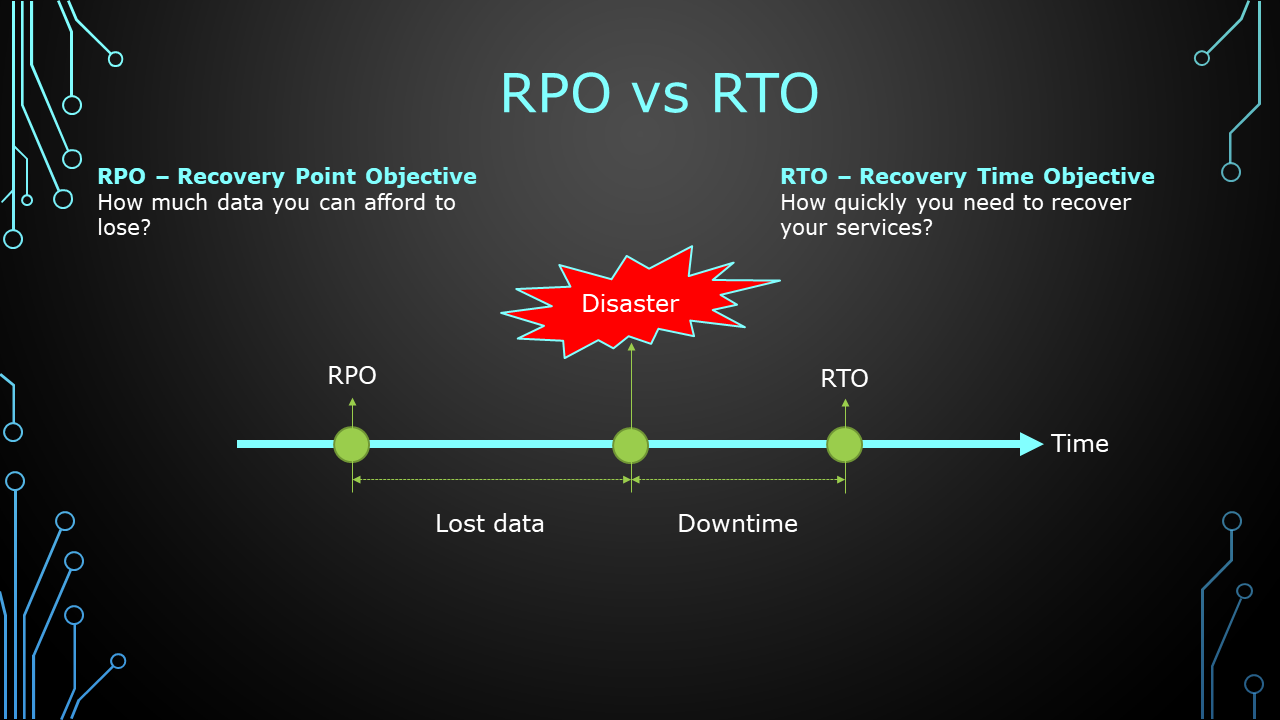 RPO vs RTO
RPO – Recovery Point Objective
How much data you can afford to
lose?
RTO – Recovery Time Objective
How quickly you need to recover
your services?
Disaster
RPO
RTO
Time
Lost data
Downtime